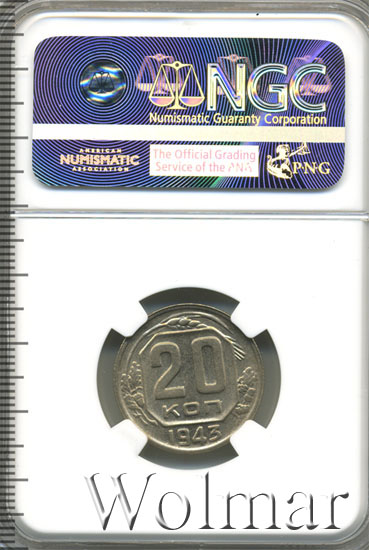 NGC
Numismatic Guaranty Corporation
AMERICAN
NUMISMATIC
ASSOCIATION
The Official Grading
Service of the ANA
PNG
20
КОП
1943
Wolmar